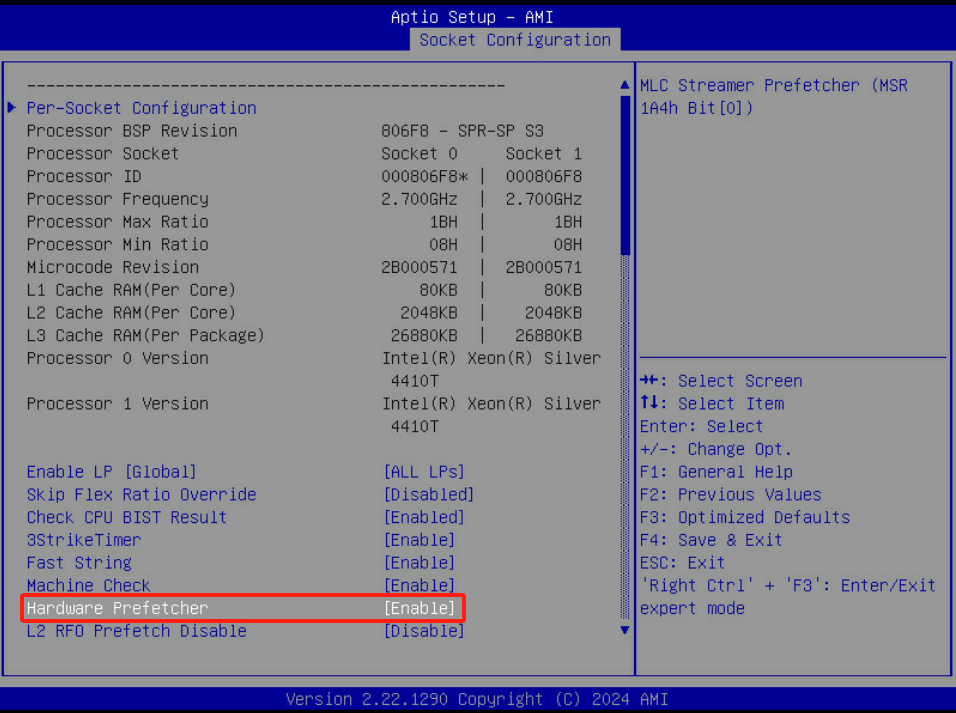 Aptio Setup – AMI
Socket Configuration
------------------------------------------------
Per-Socket Configuration
Processor BSP Revision 806F8 - SPR-SP S3
Processor Socket Socket 0 Socket 1
Processor ID 000806F8* | 000806F8
Processor Frequency 2.700GHz | 2.700GHz
Processor Max Ratio 1BH | 1BH
Processor Min Ratio 08H | 08H
Microcode Revision 2B000571 | 2B000571
L1 Cache RAM(Per Core) 80KB | 80KB
L2 Cache RAM(Per Core) 2048KB | 2048KB
L3 Cache RAM(Per Package) 26880KB | 26880KB
Processor 0 Version Intel(R) Xeon(R) Silver
4410T
Processor 1 Version Intel(R) Xeon(R) Silver
4410T
Enable LP [Global] [ALL LPs]
Skip Flex Ratio Override [Disabled]
Check CPU BIST Result [Enabled]
3StrikeTimer [Enable]
Fast String [Enable]
Machine Check [Enable]
Hardware Prefetcher [Enable]
L2 RFO Prefetch Disable [Disable]
MLC Streamer Prefetcher (MSR
1A4h Bit[0])
→←: Select Screen
↑↓: Select Item
Enter: Select
+/-: Change Opt.
F1: General Help
F2: Previous Values
F3: Optimized Defaults
F4: Save & Exit
ESC: Exit
'Right Ctrl' + 'F3': Enter/Exit
expert mode
Version 2.22.1290 Copyright (C) 2024 AMI